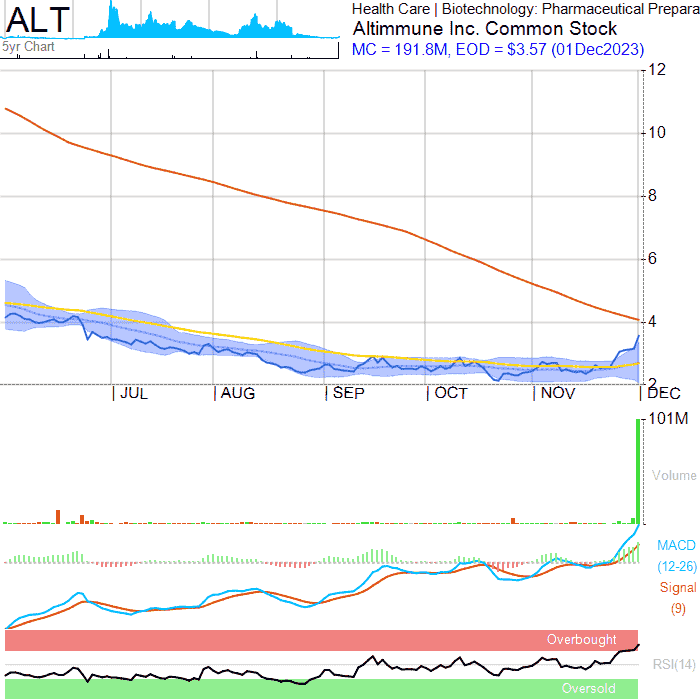 ALT
5yr Chart
Health Care | Biotechnology: Pharmaceutical Prepara
Altimmune Inc. Common Stock
MC = 191.8M, EOD = $3.57 (01Dec2023)
12
10
8
6
4
2
JUL AUG SEP OCT NOV DEC
101M
Volume
MACD
(12-26)
Signal
(9)
Overbought
RSI(14)
Oversold